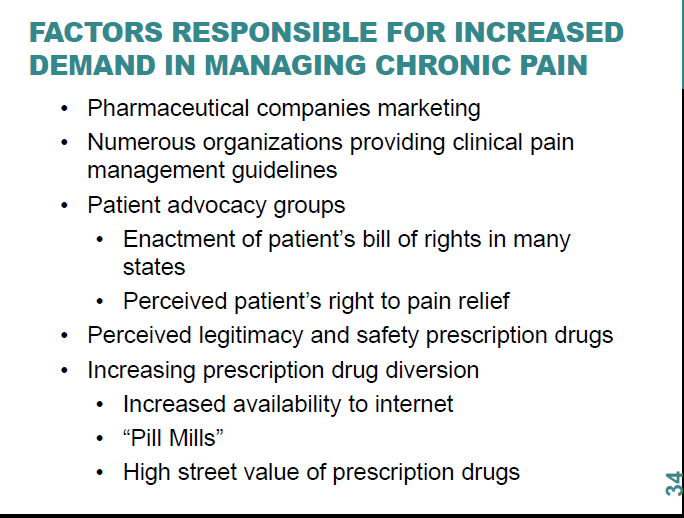 FACTORS RESPONSIBLE FOR INCREASED
DEMAND IN MANAGING CHRONIC PAIN
• Pharmaceutical companies marketing
• Numerous organizations providing clinical pain
management guidelines
• Patient advocacy groups
• Enactment of patient’s bill of rights in many
states
• Perceived patient’s right to pain relief
• Perceived legitimacy and safety prescription drugs
• Increasing prescription drug diversion
• Increased availability to internet
• “Pill Mills”
• High street value of prescription drugs
34